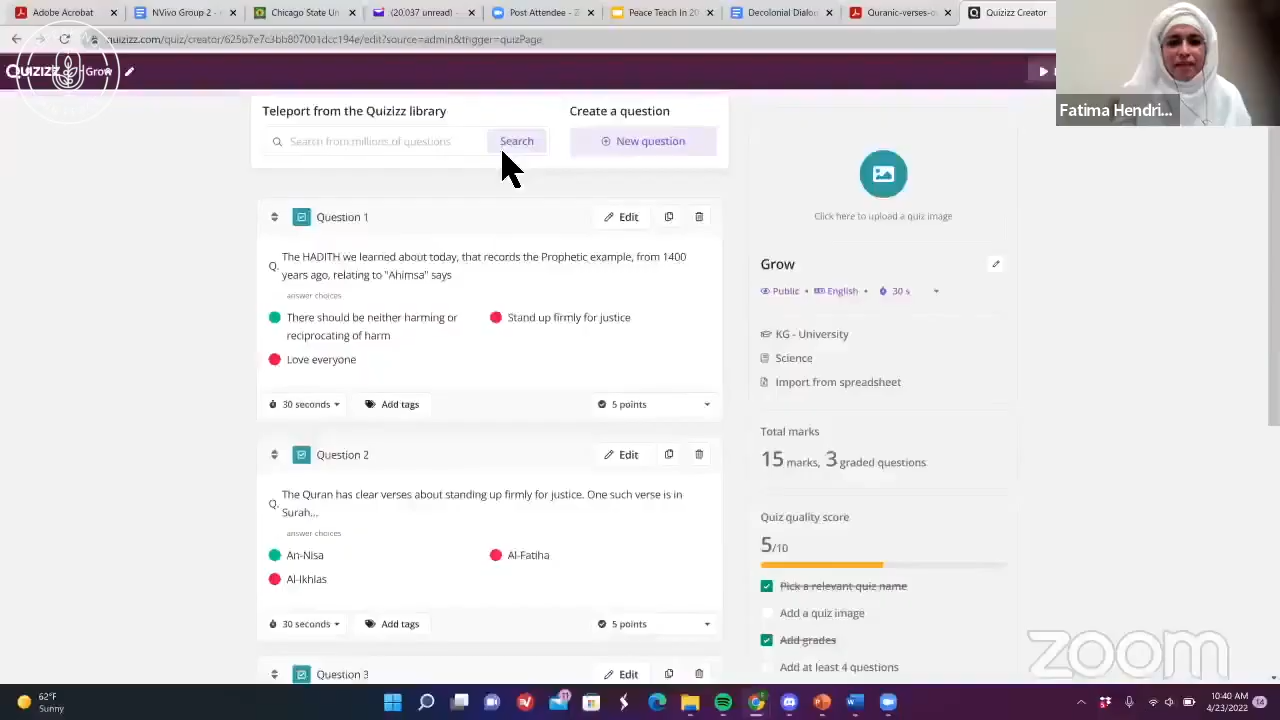 Adobe Acrobat
NVivo Group 2 -
Chicago State Un
(20,037 unread)
Post Attendee - Z
Peace Teach In
Decolonial Dialo
Quranic-verses-o
Quizizz Creator
quizizz.com/quiz/creator/625b7e7c3bb807001dcc194e/edit?source=admin&trigger=quizPage
Quizizz
Grow
Fatima Hendri...
Teleport from the Quizizz library
Create a question
Search from millions of questions
Search
New question
Click here to upload a quiz image
Question 1
Edit
The HADITH we learned about today, that records the Prophetic example, from 1400
Q.
years ago, relating to "Ahimsa" says
answer choices
There should be neither harming or
reciprocating of harm
Stand up firmly for justice
Love everyone
30 seconds
Add tags
5 points
Grow
Public
English
30 s
KG - University
Science
Import from spreadsheet
Total marks
15 marks, 3 graded questions
Question 2
Edit
The Quran has clear verses about standing up firmly for justice. One such verse is in
Q.
Surah...
answer choices
An-Nisa
Al-Fatiha
Al-Ikhlas
30 seconds
Add tags
5 points
Quiz quality score
5/10
Pick a relevant quiz name
Add a quiz image
Add grades
Add at least 4 questions
Question 3
Edit
zoom
62°F
Sunny
11
10:40 AM
4/23/2022
14